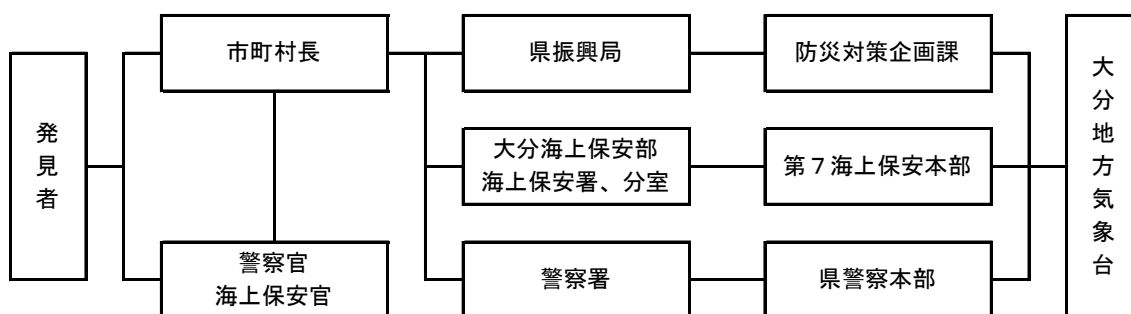 発見者
市町村長
警察官
海上保安官
県振興局
大分海上保安部
海上保安署、分室
警察署
防災対策企画課
第7海上保安本部
県警察本部
大分地方気象台